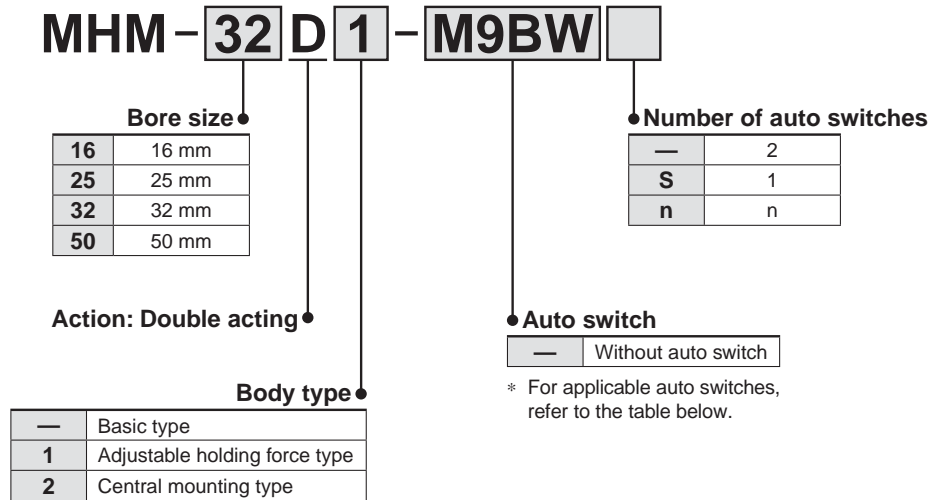 MHM – 32 D 1 – M9BW
Bore size
16 16 mm
25 25 mm
32 32 mm
50 50 mm
Number of auto switches
— 2
S 1
n n
Action: Double acting
Auto switch
— Without auto switch
* For applicable auto switches,
refer to the table below.
Body type
— Basic type
1 Adjustable holding force type
2 Central mounting type